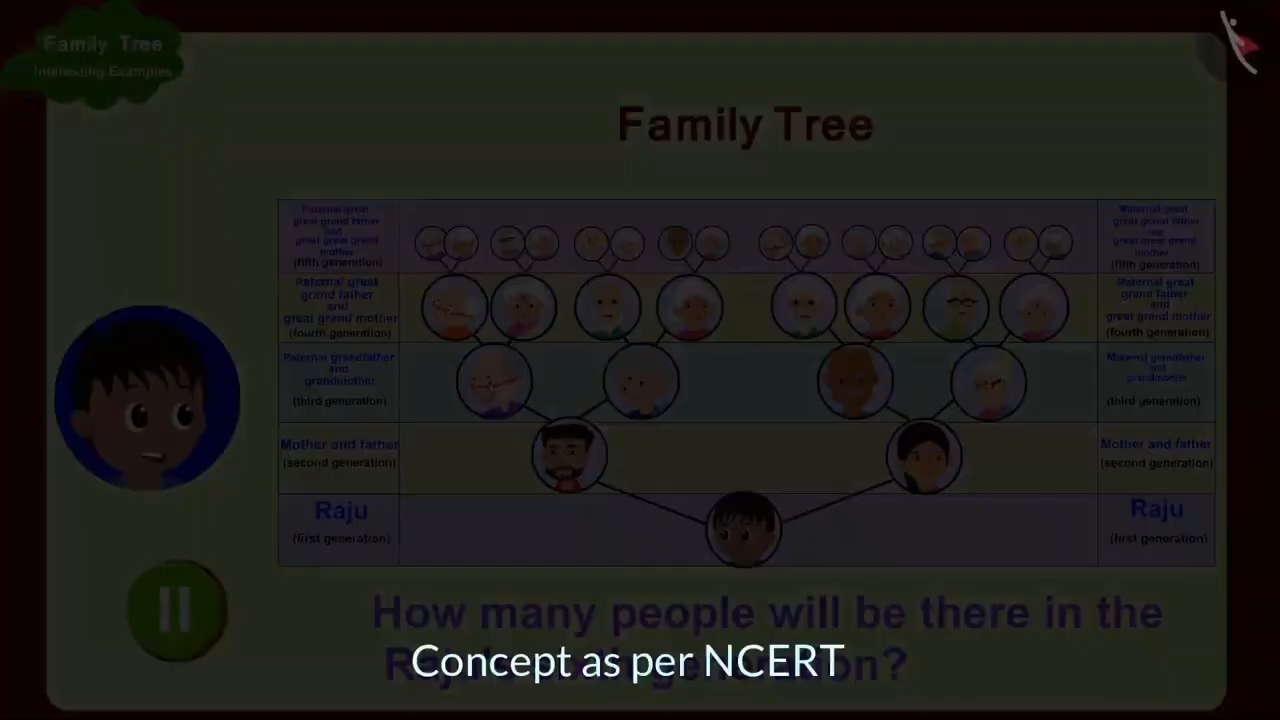 Family Tree
Interesting Examples
Family Tree
Paternal great
great grand father
and
great great grand
mother
(fifth generation)
Maternal great
great grand father
and
great great grand
mother
(fifth generation)
Paternal great
grand father
and
great grand mother
(fourth generation)
Maternal great
grand father
and
great grand mother
(fourth generation)
Paternal grandfather
and
grandmother
(third generation)
Maternal grandfather
and
grandmother
(third generation)
Mother and father
(second generation)
Mother and father
(second generation)
Raju
(first generation)
Raju
(first generation)
How many people will be there in the
Concept as per NCERT